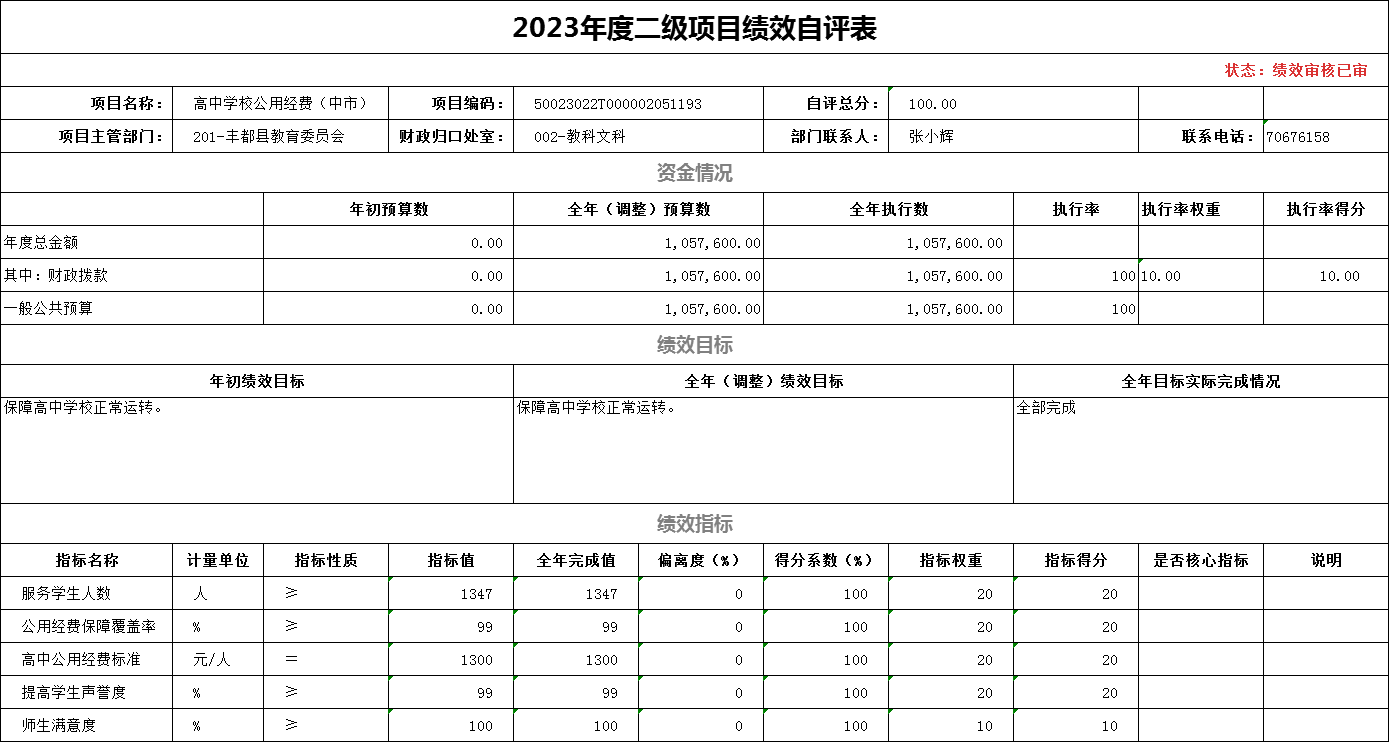 2023年度二级项目绩效自评表
状态：绩效审核已审
项目名称： 高中学校公用经费（中市） 项目编码： 50023022T000002051193 自评总分： 100.00
项目主管部门： 201-丰都县教育委员会 财政归口处室： 002-教科文科 部门联系人： 张小辉 联系电话： 70676158
资金情况
年初预算数 全年（调整）预算数 全年执行数 执行率 执行率权重 执行率得分
年度总金额 0.00 1,057,600.00 1,057,600.00
其中：财政拨款 0.00 1,057,600.00 1,057,600.00 100 10.00 10.00
一般公共预算 0.00 1,057,600.00 1,057,600.00 100
绩效目标
年初绩效目标 全年（调整）绩效目标 全年目标实际完成情况
保障高中学校正常运转。 保障高中学校正常运转。 全部完成
绩效指标
指标名称 计量单位 指标性质 指标值 全年完成值 偏离度（%） 得分系数（%） 指标权重 指标得分 是否核心指标 说明
服务学生人数 人 ≥ 1347 1347 0 100 20 20
公用经费保障覆盖率 % ≥ 99 99 0 100 20 20
高中公用经费标准 元/人 ＝ 1300 1300 0 100 20 20
提高学生声誉度 % ≥ 99 99 0 100 20 20
师生满意度 % ≥ 100 100 0 100 10 10